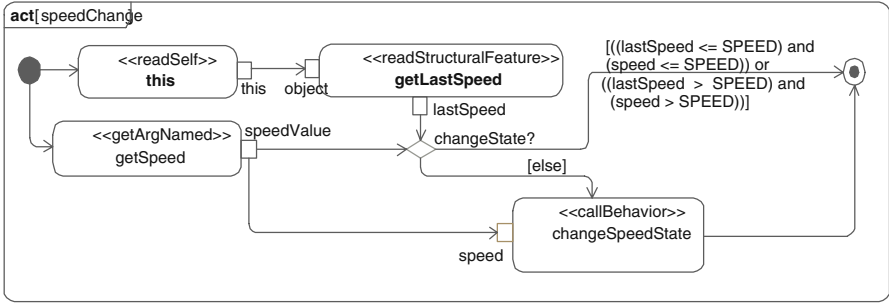 act[speedChange
<<readSelf>>
this
this
object
<<readStructuralFeature>>
getLastSpeed
lastSpeed
[((lastSpeed <= SPEED) and
(speed <= SPEED)) or
((lastSpeed > SPEED) and
(speed > SPEED))]
<<getArgNamed>>
getSpeed
speedValue
changeState?
[else]
<<callBehavior>>
changeSpeedState
speed